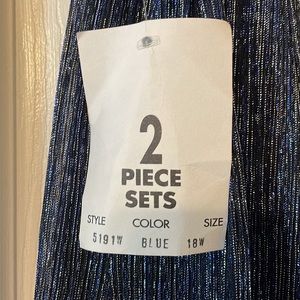 2
PIECE
SETS
STYLE COLOR SIZE
5191W BLUE 18W